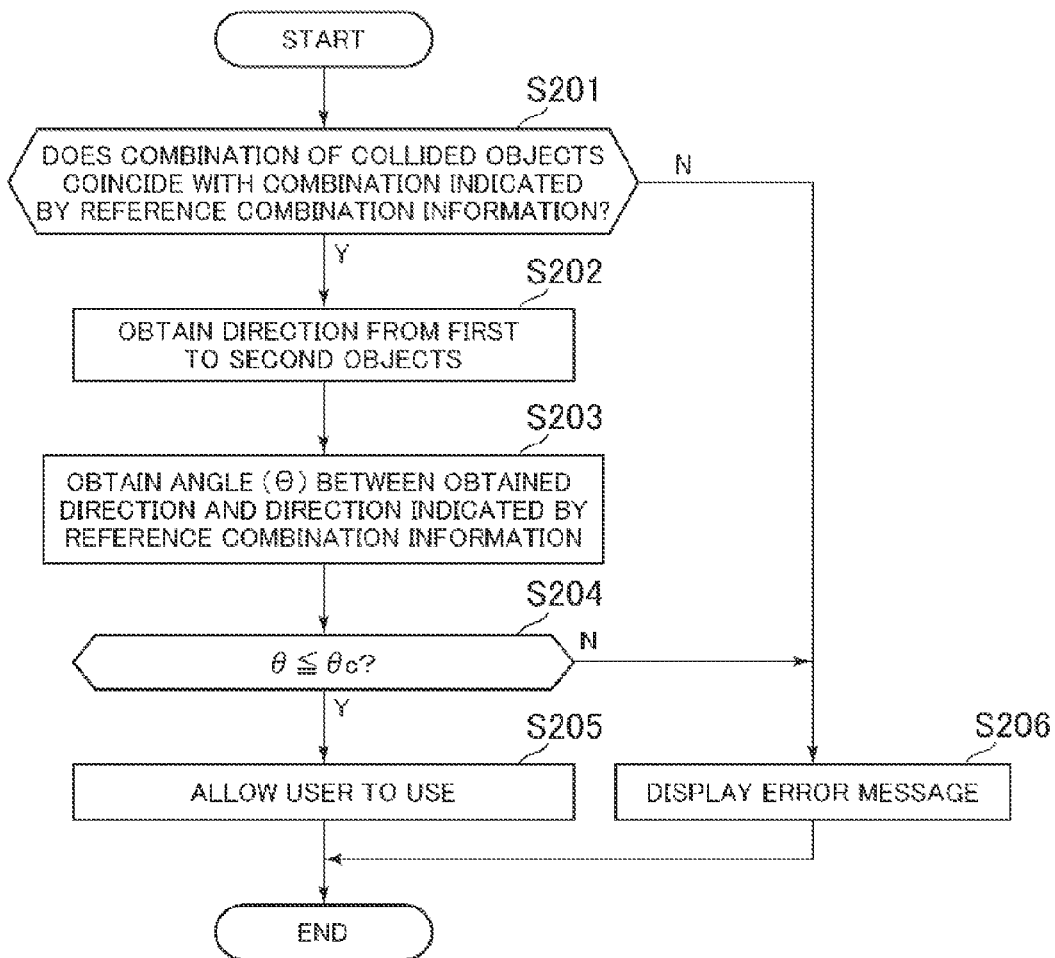 START
S201
DOES COMBINATION OF COLLIDED OBJECTS
COINCIDE WITH COMBINATION INDICATED
BY REFERENCE COMBINATION INFORMATION?
N
Y
S202
OBTAIN DIRECTION FROM FIRST
TO SECOND OBJECTS
S203
OBTAIN ANGLE (θ) BETWEEN OBTAINED
DIRECTION AND DIRECTION INDICATED BY
REFERENCE COMBINATION INFORMATION
S204
θ ≦ θc?
N
Y
S205
ALLOW USER TO USE
S206
DISPLAY ERROR MESSAGE
END